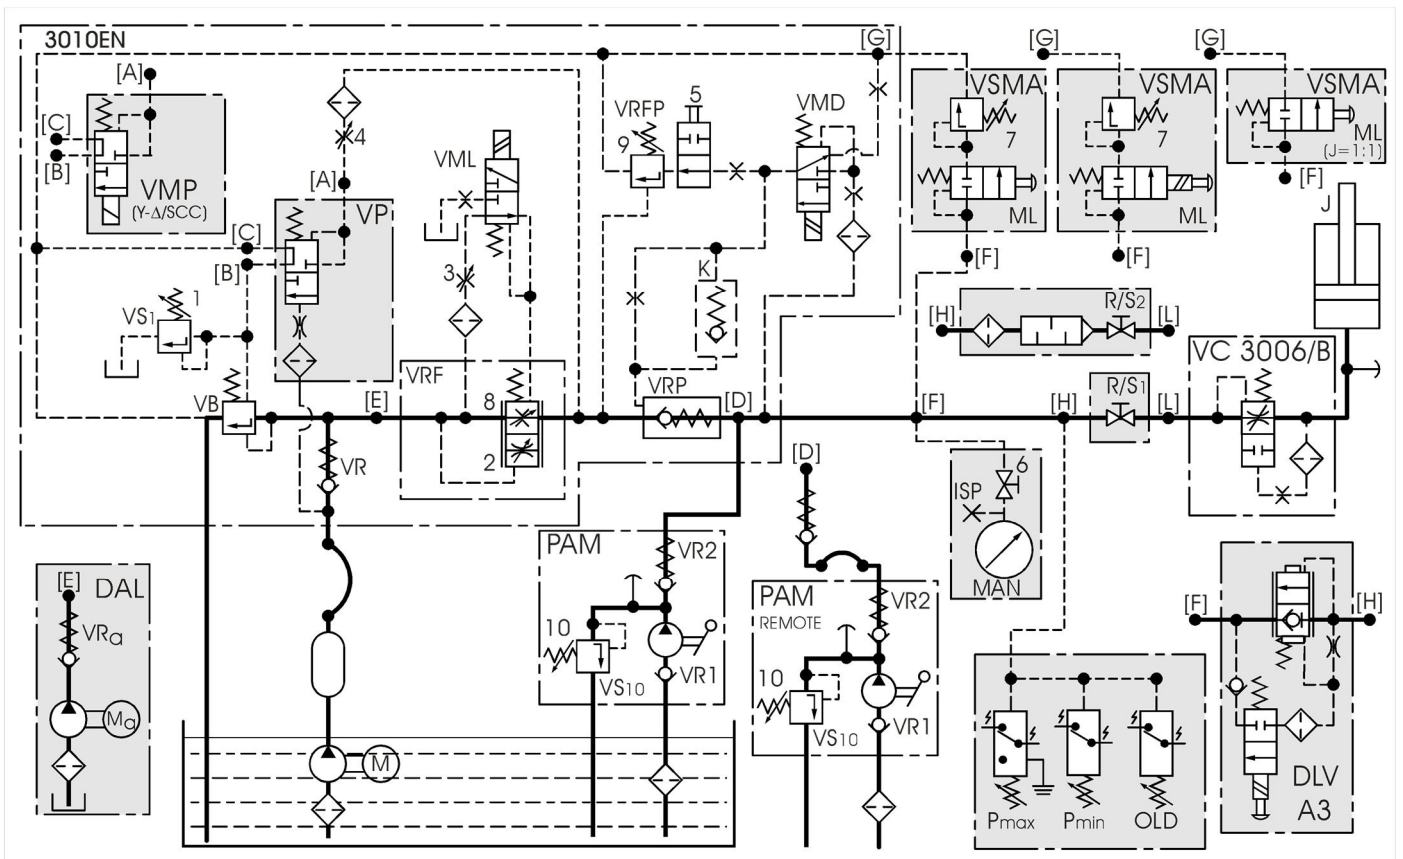 3010EN
[A]
[C]
[B]
VMP
(Y-Δ/SCC)
4
[A]
VP
[C]
[B]
1
VS1
VB
VML
3
VRFP
9
5
VMD
[G]
K
VRF
8
2
VRP
[D]
[E]
VR
[G]
[G]
VSMA
7
ML
[F]
VSMA
7
ML
[F]
VSMA
ML
(J=1:1)
[F]
J
[H]
R/S2
[L]
VC 3006/B
[F]
[H]
R/S1
[L]
6
ISP
MAN
[D]
[E]
DAL
VRa
Ma
M
PAM
VR2
10
VS10
VR1
PAM
REMOTE
VR2
10
VS10
VR1
Pmax
Pmin
OLD
[F]
[H]
DLV
A3